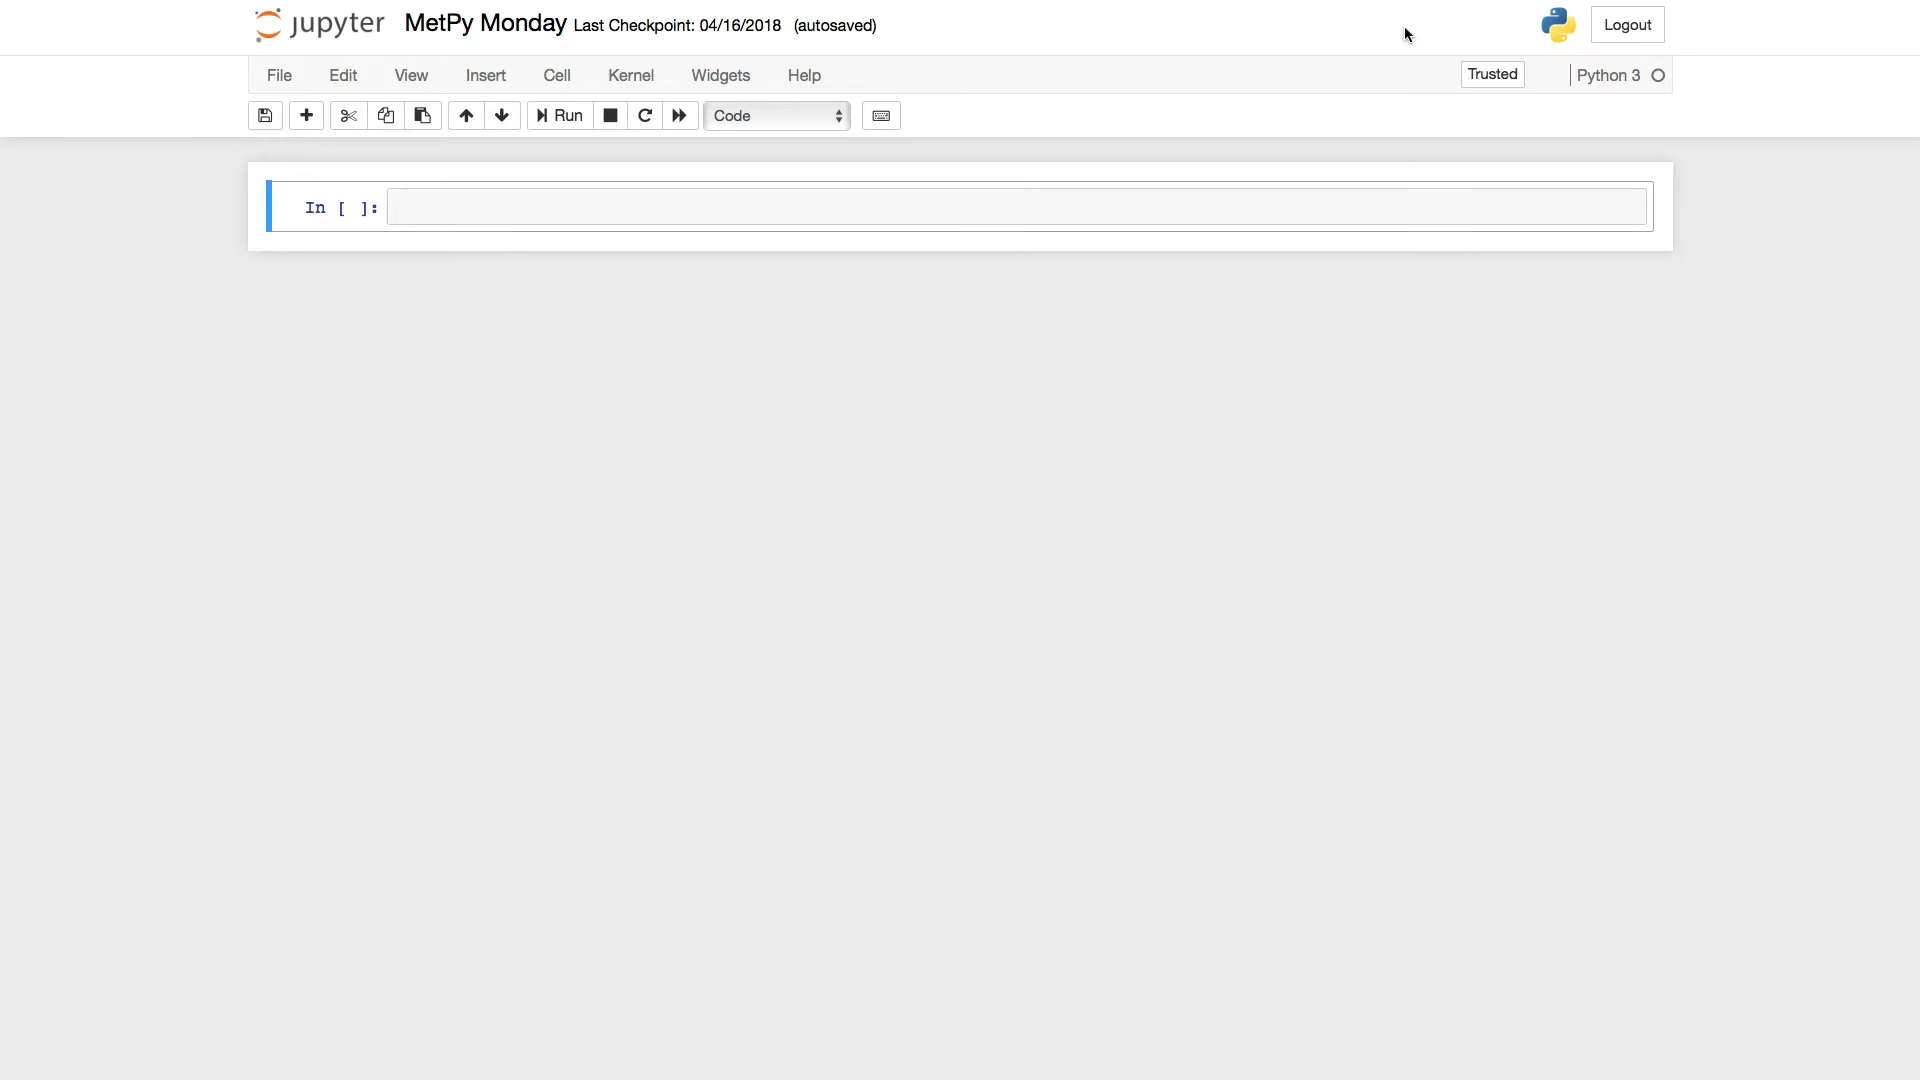 jupyter MetPy Monday Last Checkpoint: 04/16/2018 (autosaved) Logout
File Edit View Insert Cell Kernel Widgets Help Trusted Python 3
Run Code
In [ ]: